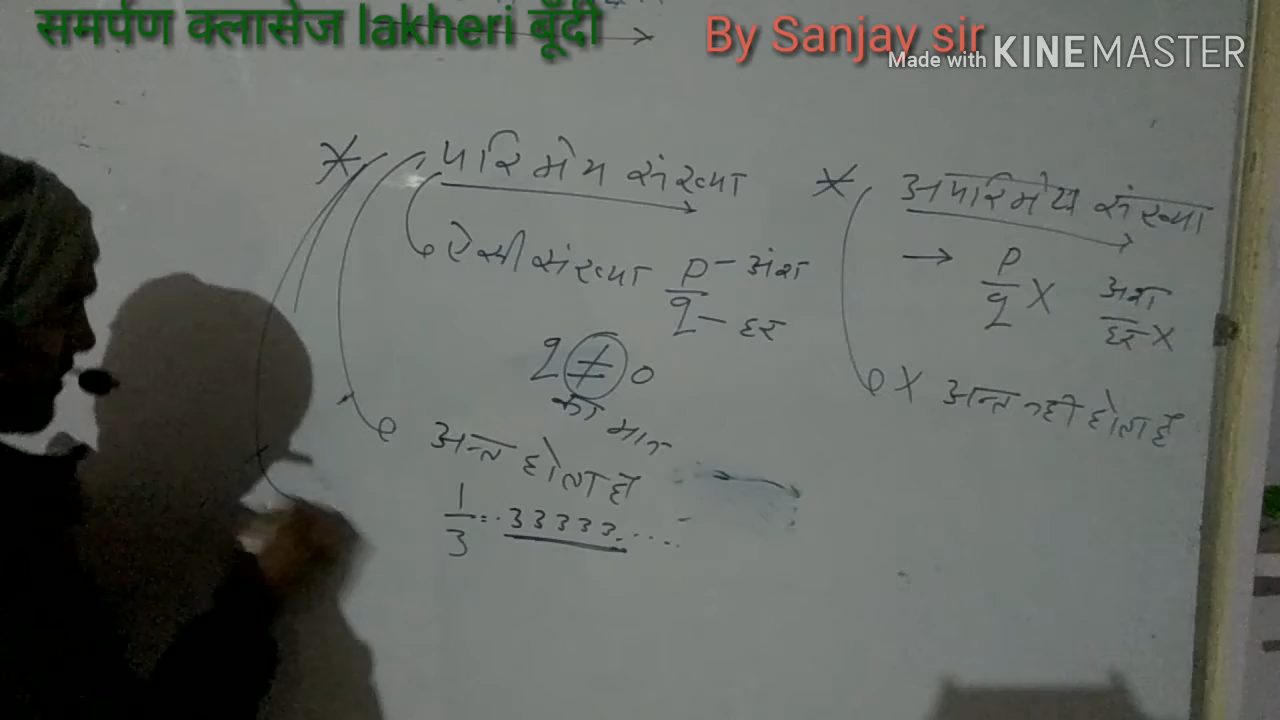 समर्पण क्लासेज lakheri बूँदी
By Sanjay sir
Made with KINEMASTER
* परिमेय संख्या
ऐसी संख्या p/q - अंश - हर
q ≠ 0
का मान
अन्त होता हो
1/3 = .33333.....
* अपरिमेय संख्या
→ p/q X अंश/हर X
X अन्त नही होता है